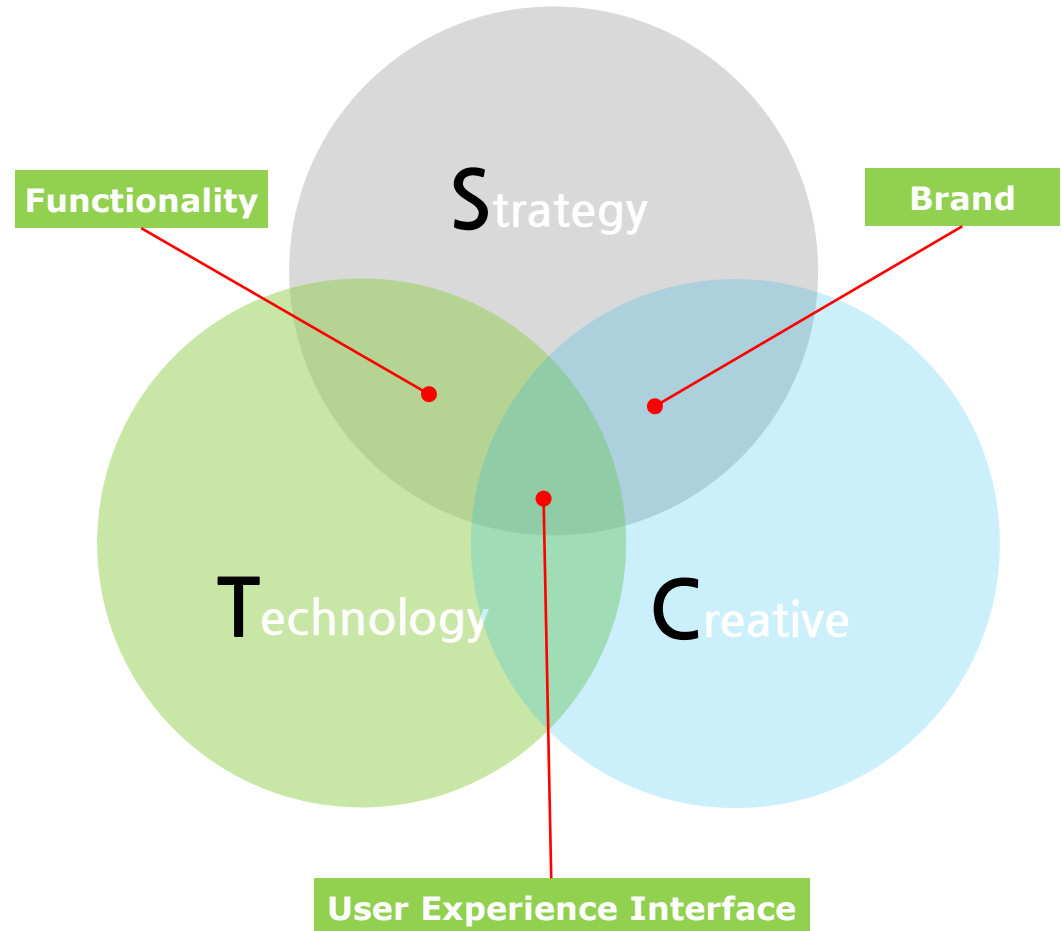 Strategy
Functionality
Brand
Technology
Creative
User Experience Interface